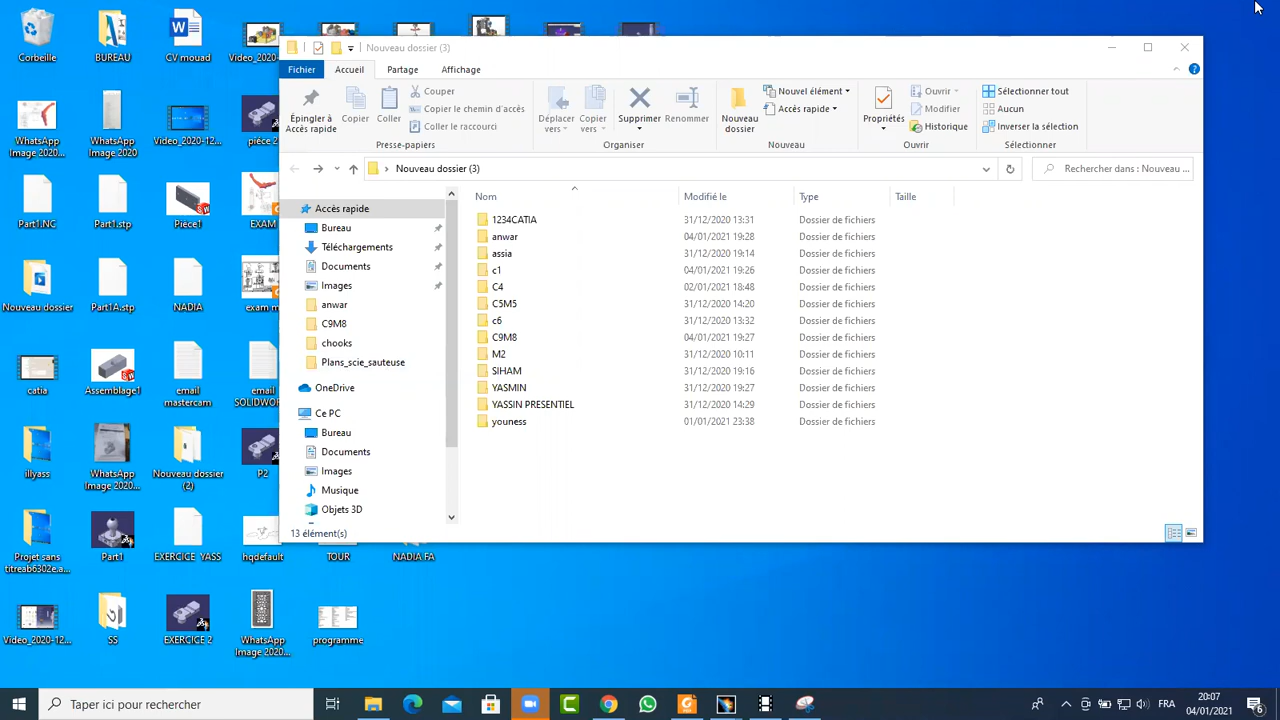 Nouveau dossier (3)
Fichier Accueil Partage Affichage
Épingler à Accès rapide
Copier
Coller
Couper
Copier le chemin d'accès
Coller le raccourci
Presse-papiers
Déplacer vers
Copier vers
Supprimer
Renommer
Organiser
Nouveau dossier
Nouvel élément
Accès rapide
Nouveau
Propriétés
Ouvrir
Modifier
Historique
Ouvrir
Sélectionner tout
Aucun
Inverser la sélection
Sélectionner
Nouveau dossier (3)
Rechercher dans : Nouveau ...
Accès rapide
Bureau
Téléchargements
Documents
Images
anwar
C9M8
chooks
Plans_scie_sauteuse
OneDrive
Ce PC
Bureau
Documents
Images
Musique
Objets 3D
Nom Modifié le Type Taille
1234CATIA 31/12/2020 13:31 Dossier de fichiers
anwar 04/01/2021 19:28 Dossier de fichiers
assia 31/12/2020 19:14 Dossier de fichiers
c1 04/01/2021 19:26 Dossier de fichiers
C4 02/01/2021 18:48 Dossier de fichiers
C5M5 31/12/2020 14:20 Dossier de fichiers
c6 31/12/2020 13:32 Dossier de fichiers
C9M8 04/01/2021 19:27 Dossier de fichiers
M2 31/12/2020 10:11 Dossier de fichiers
SIHAM 31/12/2020 19:16 Dossier de fichiers
YASMIN 31/12/2020 19:27 Dossier de fichiers
YASSIN PRESENTIEL 31/12/2020 14:29 Dossier de fichiers
youness 01/01/2021 23:38 Dossier de fichiers
13 élément(s)
Corbeille
BUREAU
CV mouad
Video_2020-
WhatsApp
Image 2020...
WhatsApp
Image 2020
Video_2020-12...
pièce 2
Part1.NC
Part1.stp
Pièce1
EXAM
Nouveau dossier
Part1A.stp
NADIA
exam m
catia
Assemblage1
email
mastercam
email
SOLIDWOR
illyass
WhatsApp
Image 2020...
Nouveau dossier
(2)
P2
Projet sans
titreab6302e.a...
Part1
EXERCICE YASS
hqdefault
TOUR
NADIA FA
Video_2020-12...
SS
EXERCICE 2
WhatsApp
Image 2020...
programme
Taper ici pour rechercher
FRA
20:07
04/01/2021
6